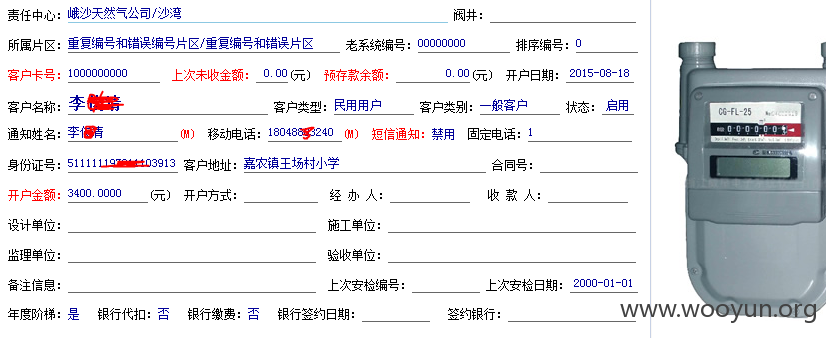 责任中心: 峨沙天然气公司/沙湾 阀井:
所属片区: 重复编号和错误编号片区/重复编号和错误片区 老系统编号: 00000000 排序编号: 0
客户卡号: 1000000000 上次未收金额: 0.00 (元) 预存款余额: 0.00 (元) 开户日期: 2015-08-18
客户名称: 李 客户类型: 民用用户 客户类别: 一般客户 状态: 启用
通知姓名: 李 (M) 移动电话: (M) 短信通知: 禁用 固定电话: 1
身份证号: 客户地址: 嘉农镇王场村小学 合同号:
开户金额: 3400.0000 (元) 开户方式: 经 办 人: 收 款 人:
设计单位: 施工单位:
监理单位: 验收单位:
备注信息: 上次安检编号: 上次安检日期: 2000-01-01
年度阶梯: 是 银行代扣: 否 银行缴费: 否 银行签约日期: 签约银行:
CG-FL-25
www.wooyun.org